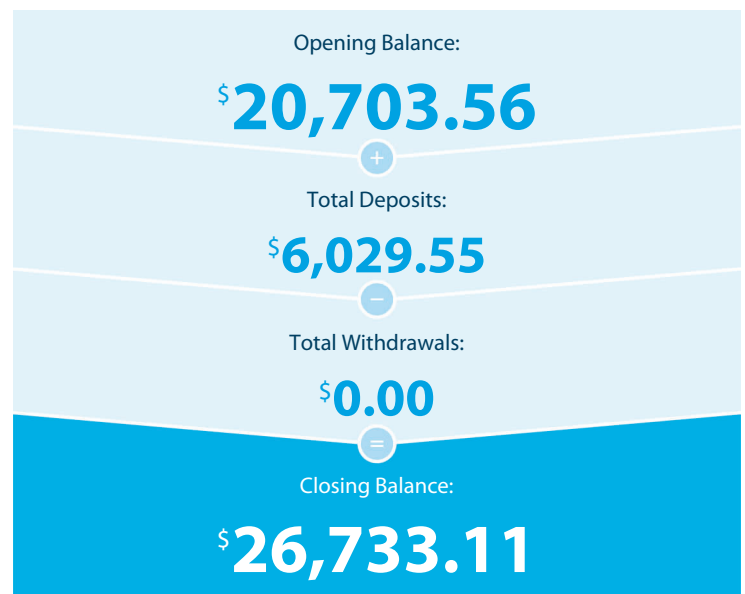 Opening Balance:
$20,703.56
+
Total Deposits:
$6,029.55
−
Total Withdrawals:
$0.00
=
Closing Balance:
$26,733.11